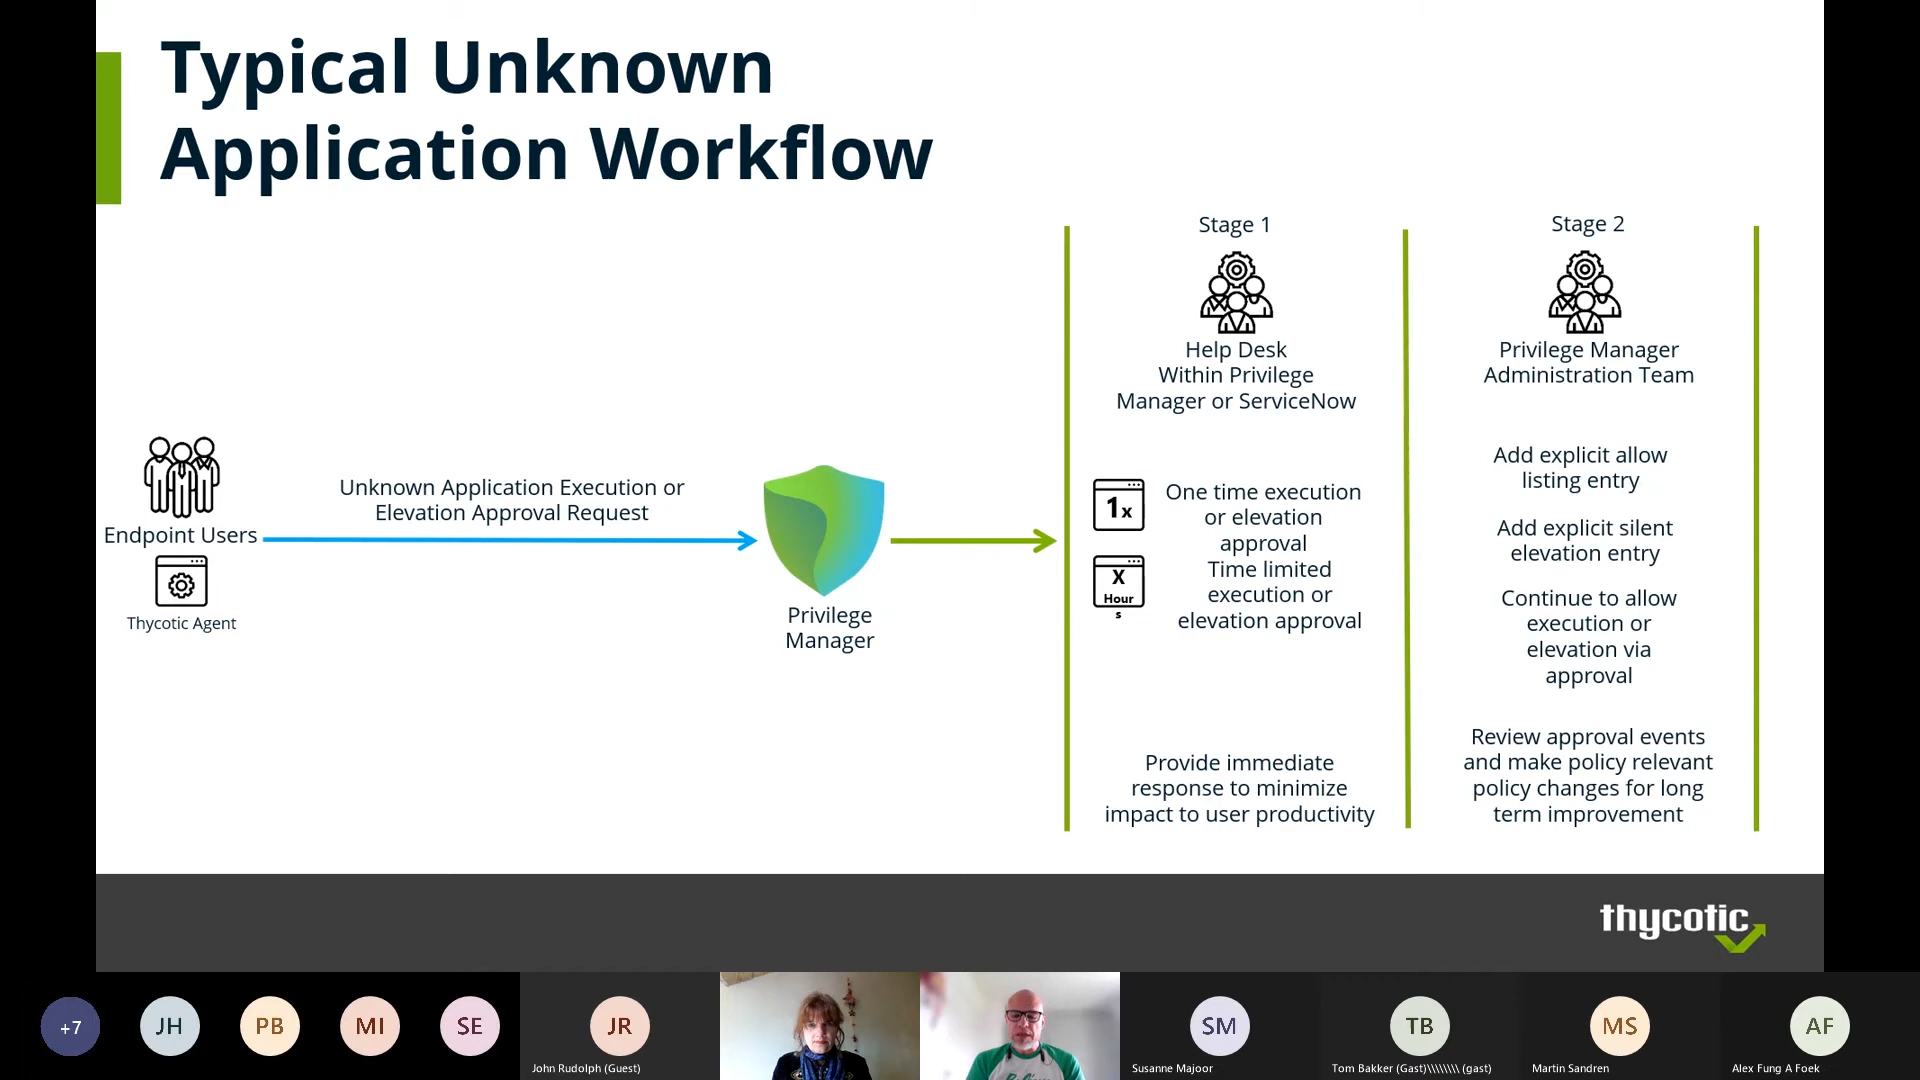 Typical Unknown
Application Workflow
Stage 1
Stage 2
Help Desk
Within Privilege
Manager or ServiceNow
Privilege Manager
Administration Team
Endpoint Users
Thycotic Agent
Unknown Application Execution or
Elevation Approval Request
Privilege
Manager
1x
One time execution
or elevation
approval
X
Hour
s
Time limited
execution or
elevation approval
Provide immediate
response to minimize
impact to user productivity
Add explicit allow
listing entry
Add explicit silent
elevation entry
Continue to allow
execution or
elevation via
approval
Review approval events
and make policy relevant
policy changes for long
term improvement
thycotic
+7
JH
PB
MI
SE
JR
John Rudolph (Guest)
SM
Susanne Majoor
TB
Tom Bakker (Gast)\\\\\\\\ (gast)
MS
Martin Sandren
AF
Alex Fung A Foek